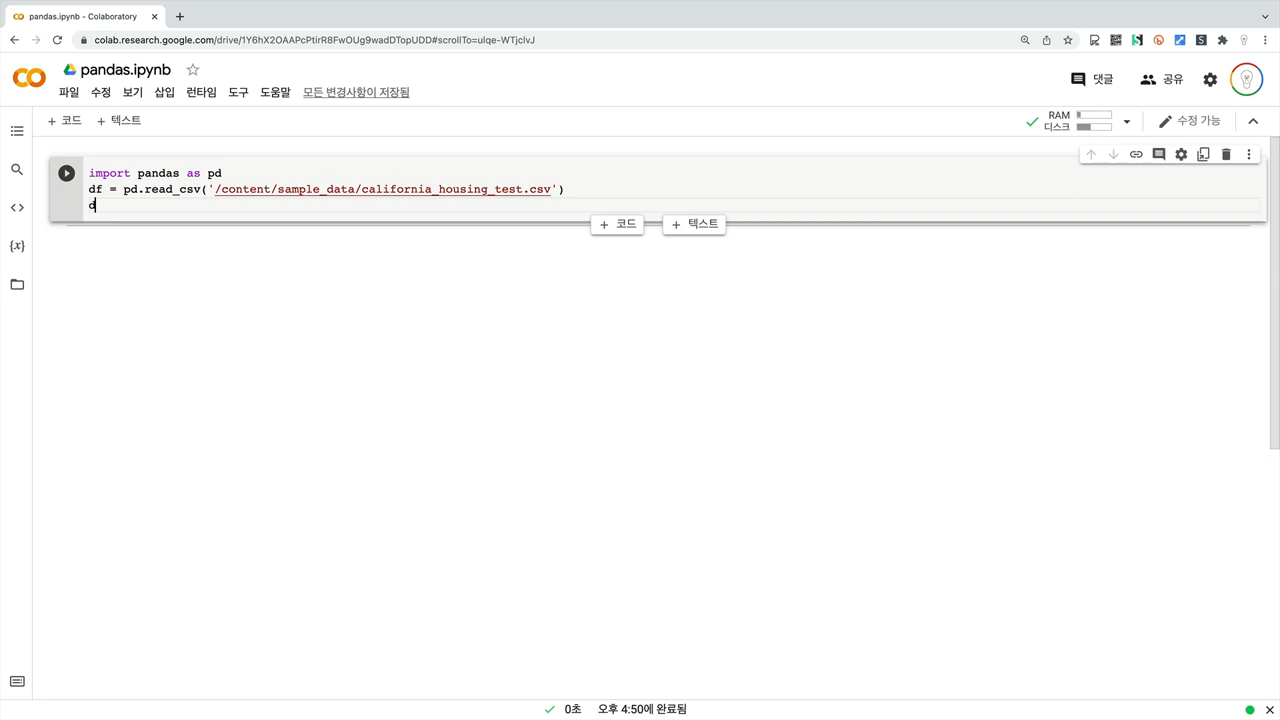 pandas.ipynb - Colaboratory
colab.research.google.com/drive/1Y6hX2OAAPcPtirR8FwOUg9wadDTopUDD#scrollTo=uIqe-WTjcIvJ
pandas.ipynb
댓글
공유
파일 수정 보기 삽입 런타임 도구 도움말 모든 변경사항이 저장됨
+ 코드 + 텍스트
RAM
디스크
수정 가능
import pandas as pd
df = pd.read_csv('/content/sample_data/california_housing_test.csv')
d
+ 코드 + 텍스트
0초 오후 4:50에 완료됨